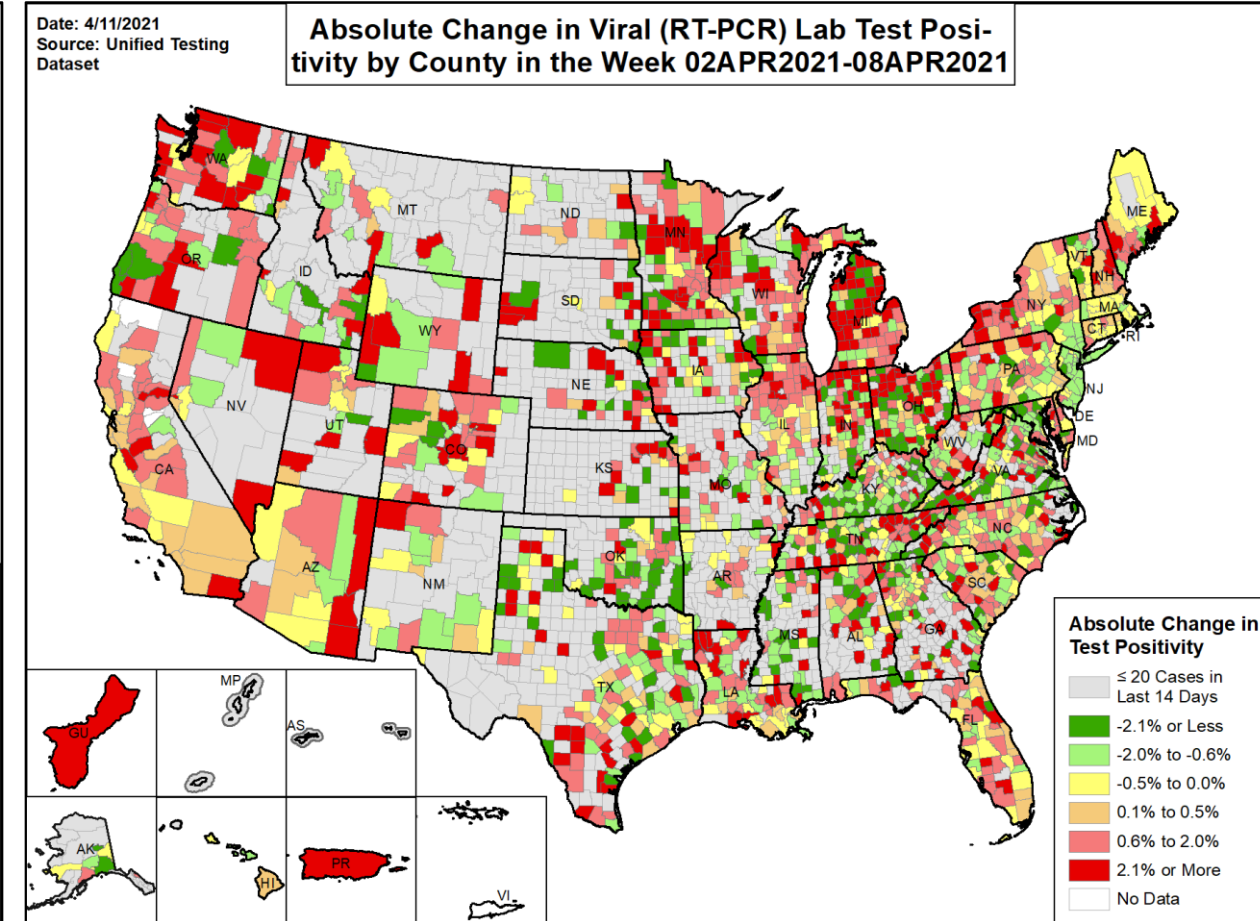 Date: 4/11/2021
Source: Unified Testing
Dataset
Absolute Change in Viral (RT-PCR) Lab Test Posi-
tivity by County in the Week 02APR2021-08APR2021
WA
MT
ND
MN
ME
OR
ID
SD
WI
MI
NY
VT
NH
MA
CT
RI
WY
NE
IA
PA
NJ
NV
UT
CO
KS
MO
IL
IN
OH
WV
DE
MD
VA
CA
KY
AZ
NM
OK
AR
TN
NC
SC
TX
LA
MS
AL
GA
FL
GU
MP
AS
AK
HI
PR
VI
Absolute Change in
Test Positivity
≤ 20 Cases in
Last 14 Days
-2.1% or Less
-2.0% to -0.6%
-0.5% to 0.0%
0.1% to 0.5%
0.6% to 2.0%
2.1% or More
No Data